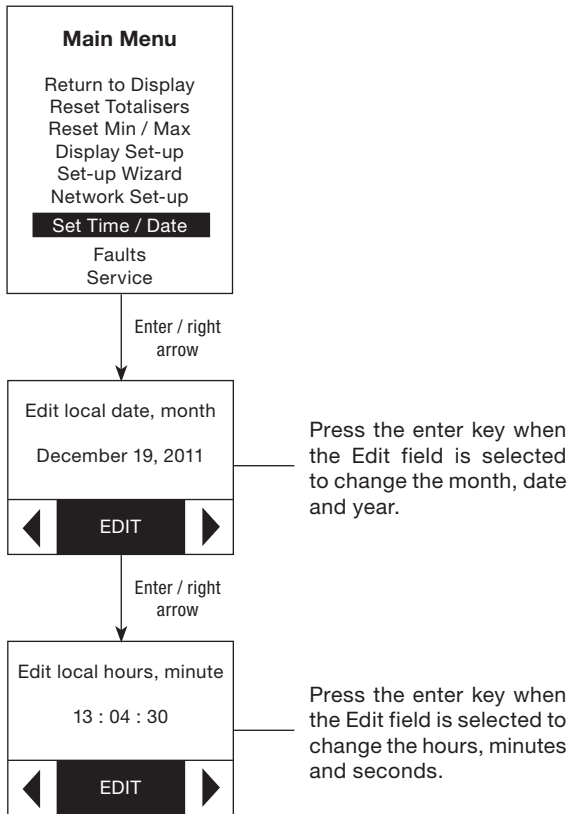 Main Menu
Return to Display
Reset Totalisers
Reset Min / Max
Display Set-up
Set-up Wizard
Network Set-up
Set Time / Date
Faults
Service
Enter / right
arrow
Edit local date, month
December 19, 2011
EDIT
Press the enter key when
the Edit field is selected
to change the month, date
and year.
Enter / right
arrow
Edit local hours, minute
13 : 04 : 30
EDIT
Press the enter key when
the Edit field is selected to
change the hours, minutes
and seconds.